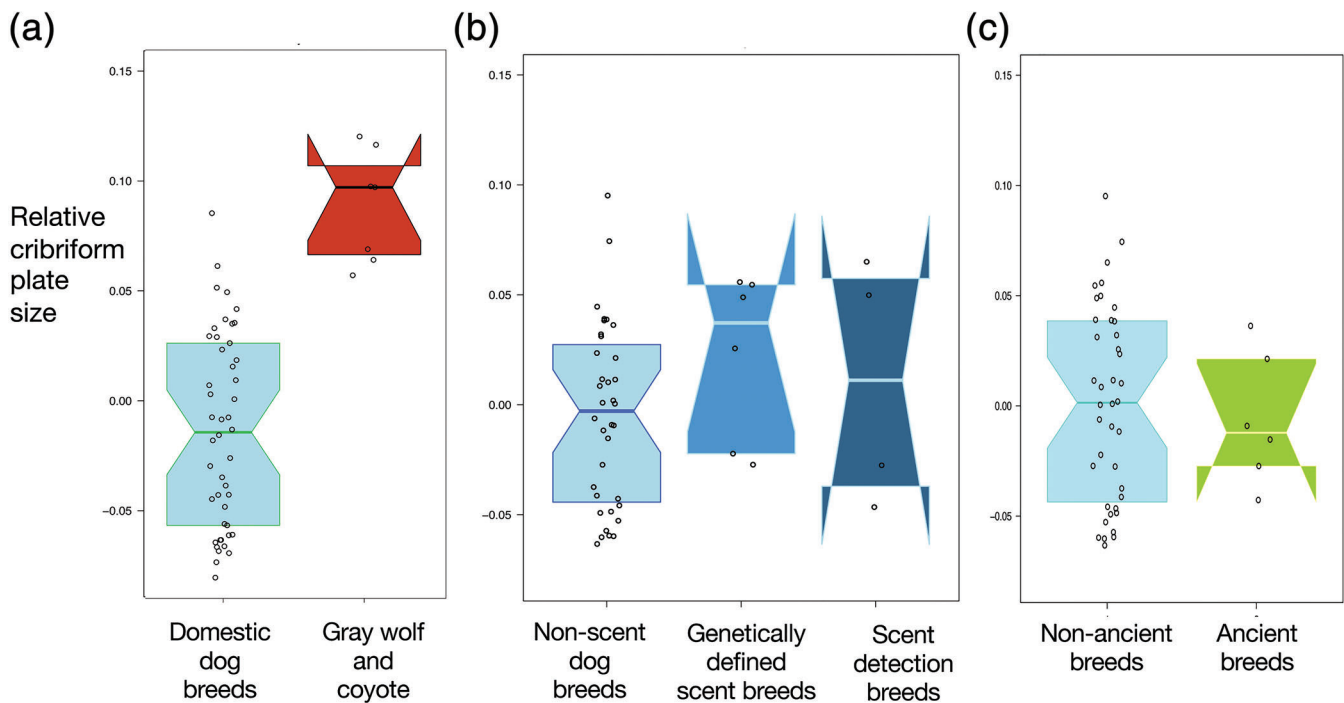 (a)
(b)
(c)
Relative
cribriform
plate
size
0.15
0.10
0.05
0.00
−0.05
Domestic
dog
breeds
Gray wolf
and
coyote
0.15
0.10
0.05
0.00
−0.05
Non-scent
dog
breeds
Genetically
defined
scent breeds
Scent
detection
breeds
0.15
0.10
0.05
0.00
−0.05
Non-ancient
breeds
Ancient
breeds